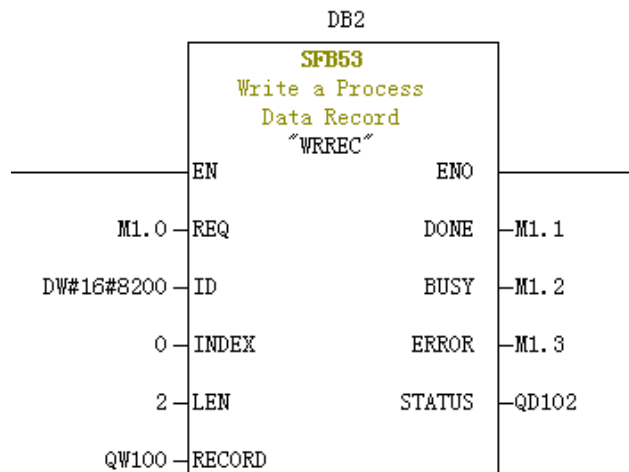 DB2
SFB53
Write a Process
Data Record
"WRREC"
EN ENO
M1.0 REQ DONE M1.1
DW#16#8200 ID BUSY M1.2
0 INDEX ERROR M1.3
2 LEN STATUS QD102
QW100 RECORD